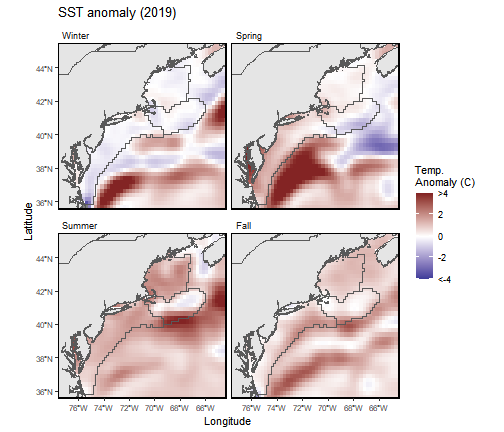 SST anomaly (2019)
Winter
Spring
44°N
42°N
40°N
38°N
36°N
Summer
Fall
44°N
42°N
40°N
38°N
36°N
76°W 74°W 72°W 70°W 68°W 66°W
76°W 74°W 72°W 70°W 68°W 66°W
Longitude
Latitude
Temp.
Anomaly (C)
>4
2
0
-2
<-4